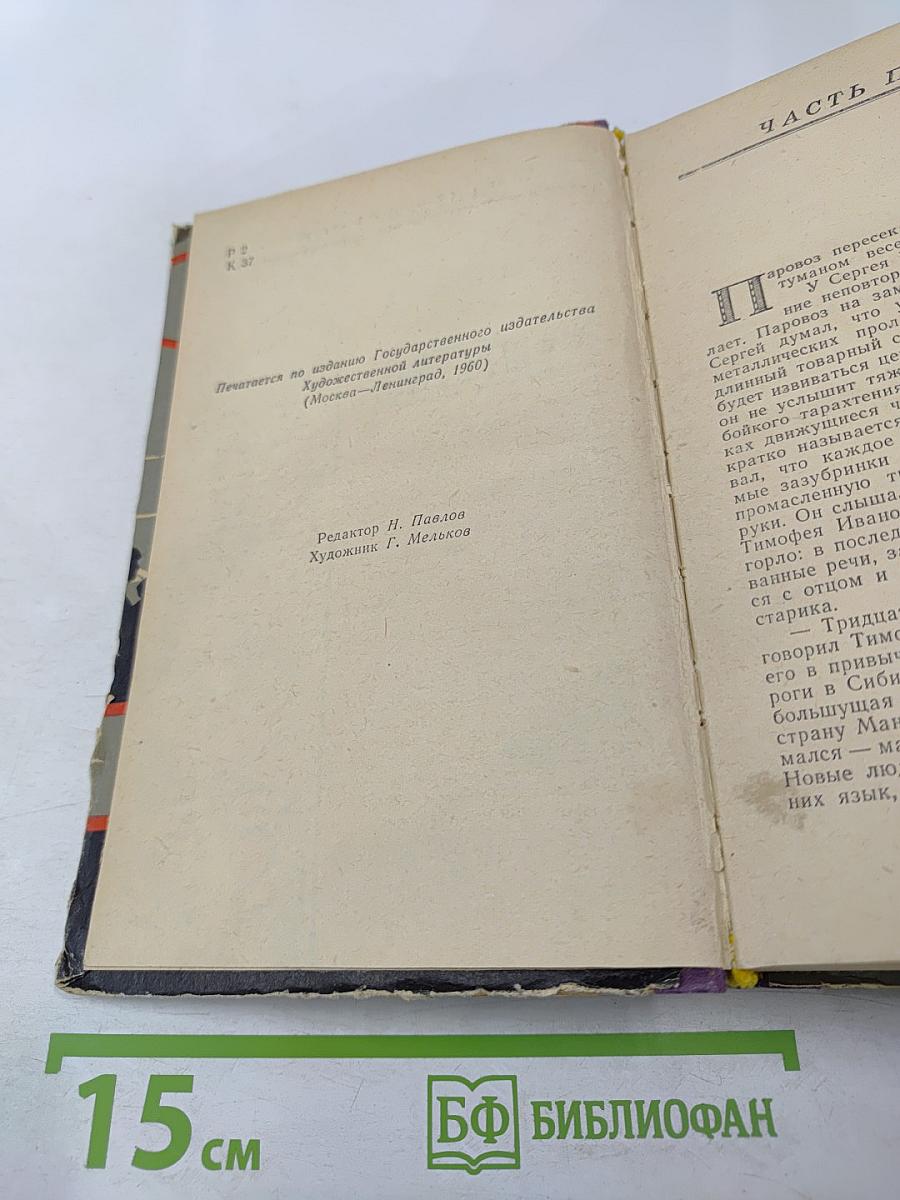 Р 2
К 37
Печатается по изданию Государственного издательства
Художественной литературы
(Москва—Ленинград, 1960)
Редактор Н. Павлов
Художник Г. Мельков
ЧАСТЬ П
Паровоз пересек
туманом весе
У Сергея
ние неповтор
лает. Паровоз на зам
Сергей думал, что у
металлических прол
длинный товарный с
будет извиваться це
он не услышит тяж
бойкого тарахтения
ках движущиеся ч
кратко называется
вал, что каждое
мые зазубринки
промасленную т
руки. Он слыша
Тимофея Ивано
горло: в послед
ванные речи, за
ся с отцом и
старика.
— Тридцат
говорил Тимо
его в привыч
роги в Сиби
большущая
страну Ман
мался — ма
Новые люд
них язык,
15 см
БФ БИБЛИОФАН